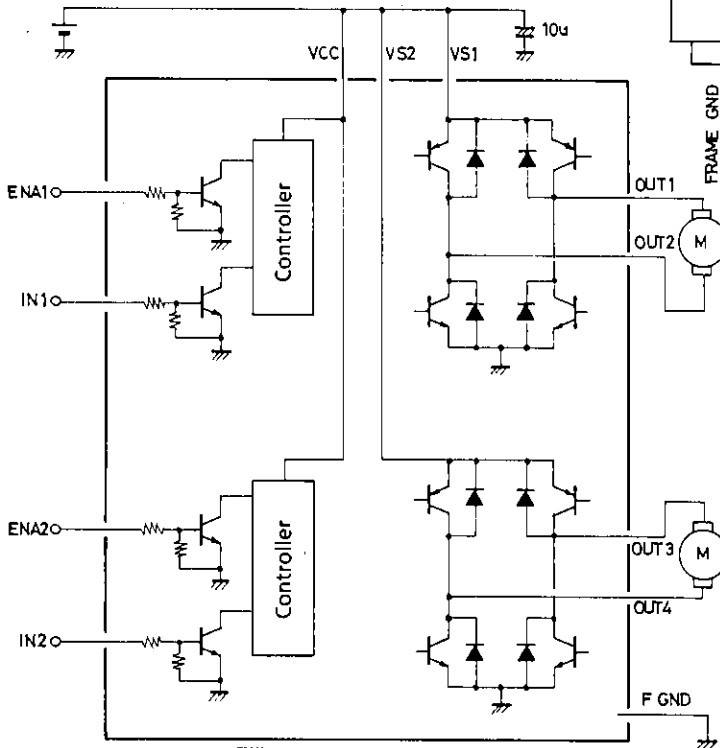 10u
VCC
VS2
VS1
FRAME GND
ENA1
Controller
OUT1
OUT2
M
IN1
ENA2
Controller
OUT3
M
OUT4
IN2
F GND